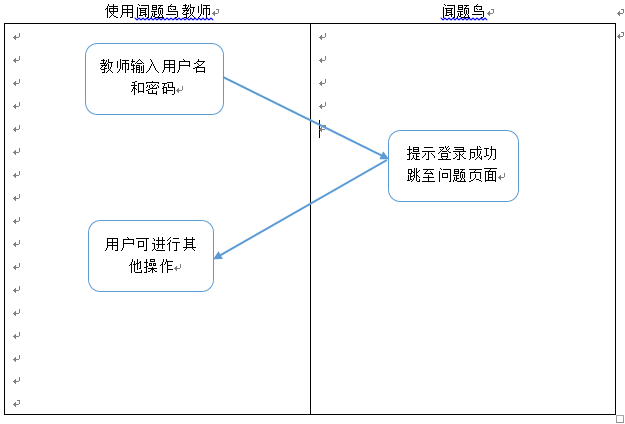 使用闻题鸟教师
闻题鸟
教师输入用户名
和密码
提示登录成功
跳至问题页面
用户可进行其
他操作